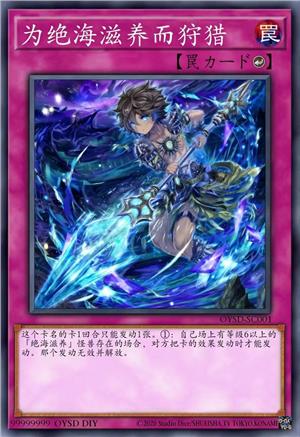 为绝海滋养而狩猎
罠
【罠カード】
OYSD-SC001
这个卡名的卡1回合只能发动1张。①：自己场上有等级6以上的
「绝海滋养」怪兽存在的场合，对方把卡的效果发动时才能发
动。那个发动无效并解放。
99999999 OYSD DIY
©2020 Studio Dice/SHUEISHA, TV TOKYO, KONAMI